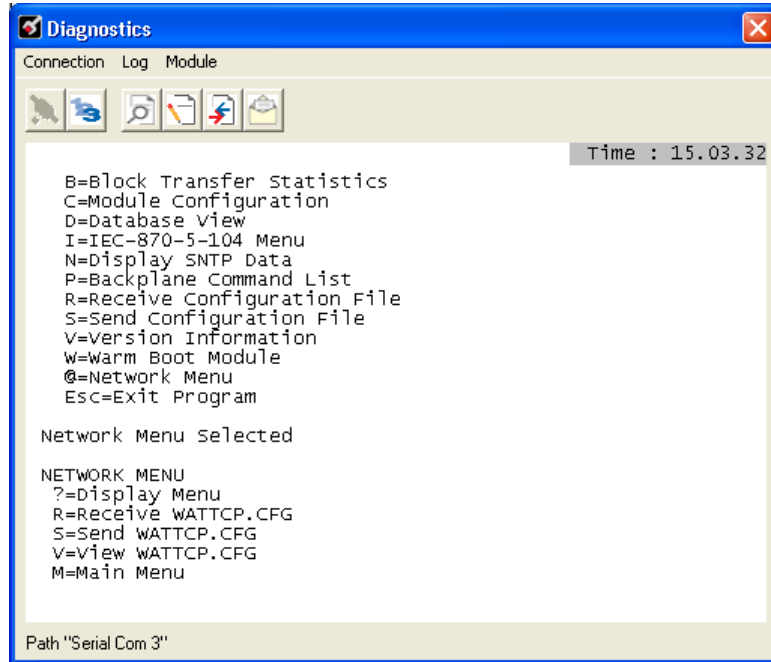 Diagnostics
Connection Log Module
Time : 15.03.32
B=Block Transfer Statistics
C=Module Configuration
D=Database View
I=IEC-870-5-104 Menu
N=Display SNTP Data
P=Backplane Command List
R=Receive Configuration File
S=Send Configuration File
V=Version Information
W=Warm Boot Module
@=Network Menu
Esc=Exit Program
Network Menu Selected
NETWORK MENU
?=Display Menu
R=Receive WATTCP.CFG
S=Send WATTCP.CFG
V=View WATTCP.CFG
M=Main Menu
Path "Serial Com 3"